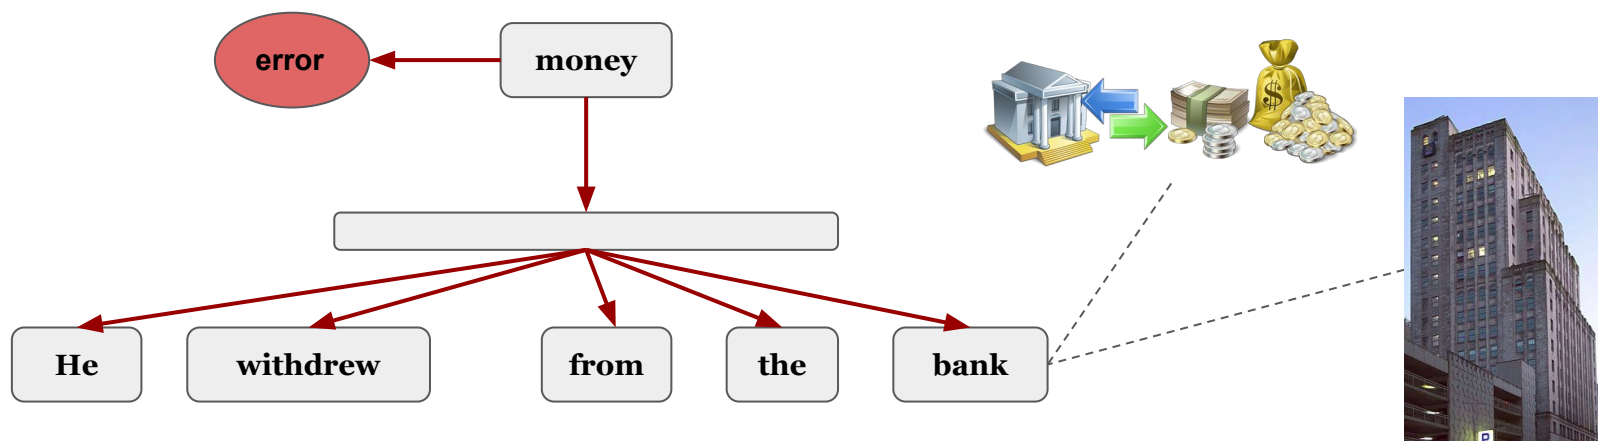 error
money
$
He
withdrew
from
the
bank
P